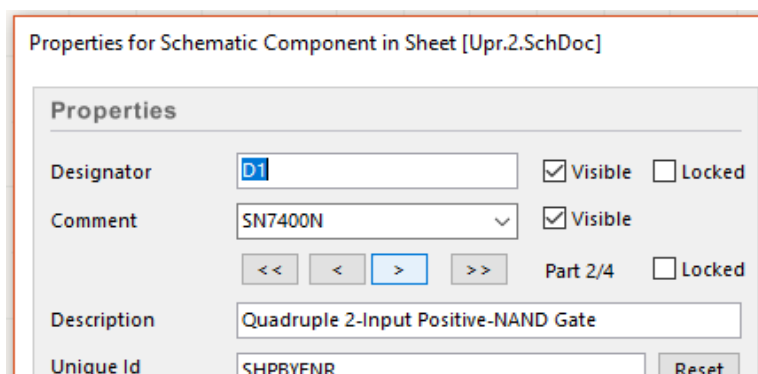 Properties for Schematic Component in Sheet [Upr.2.SchDoc]
Properties
Designator D1 Visible Locked
Comment SN7400N Visible
<< < > >> Part 2/4 Locked
Description Quadruple 2-Input Positive-NAND Gate
Unique Id SHPBYFNR Reset